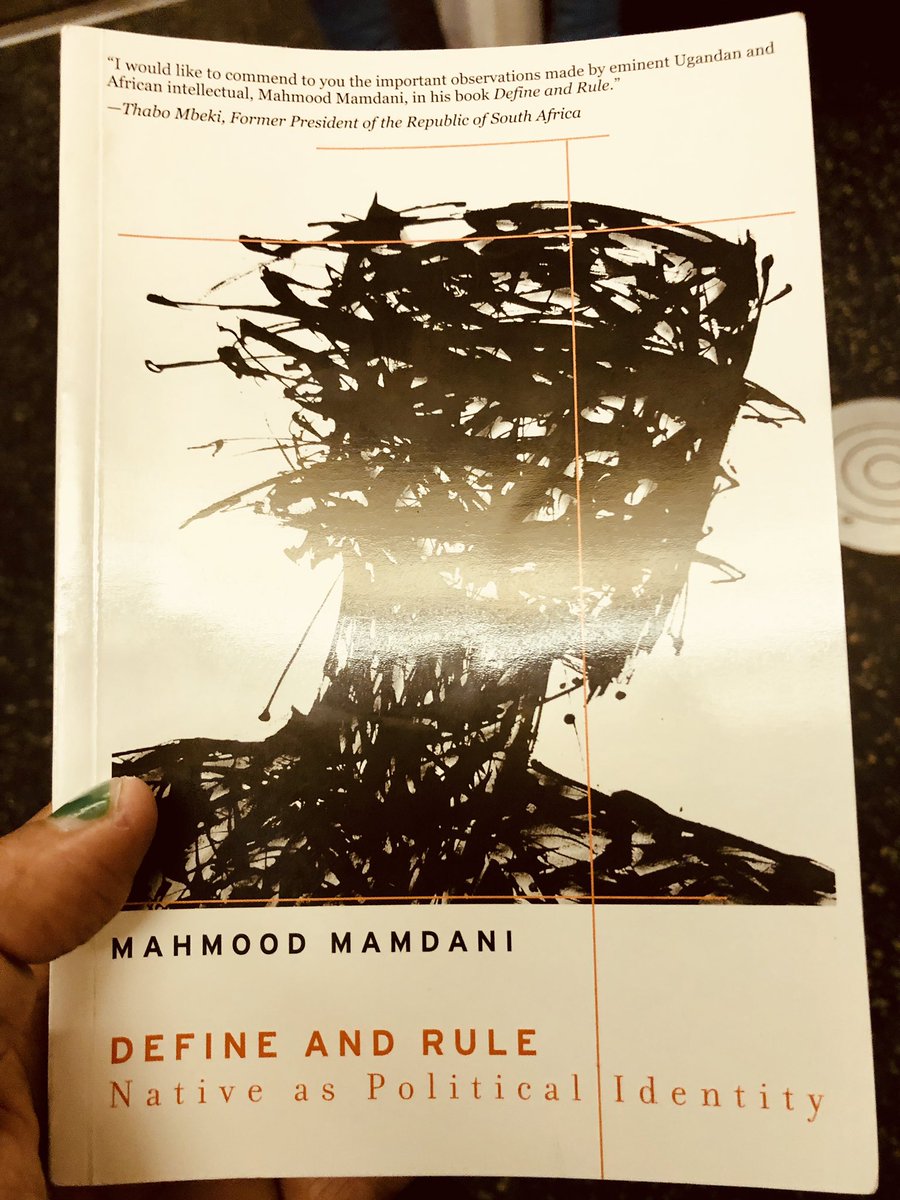 “I would like to commend to you the important observations made by eminent Ugandan and
African intellectual, Mahmood Mamdani, in his book Define and Rule.”
—Thabo Mbeki, Former President of the Republic of South Africa
MAHMOOD MAMDANI
DEFINE AND RULE
Native as Political Identity